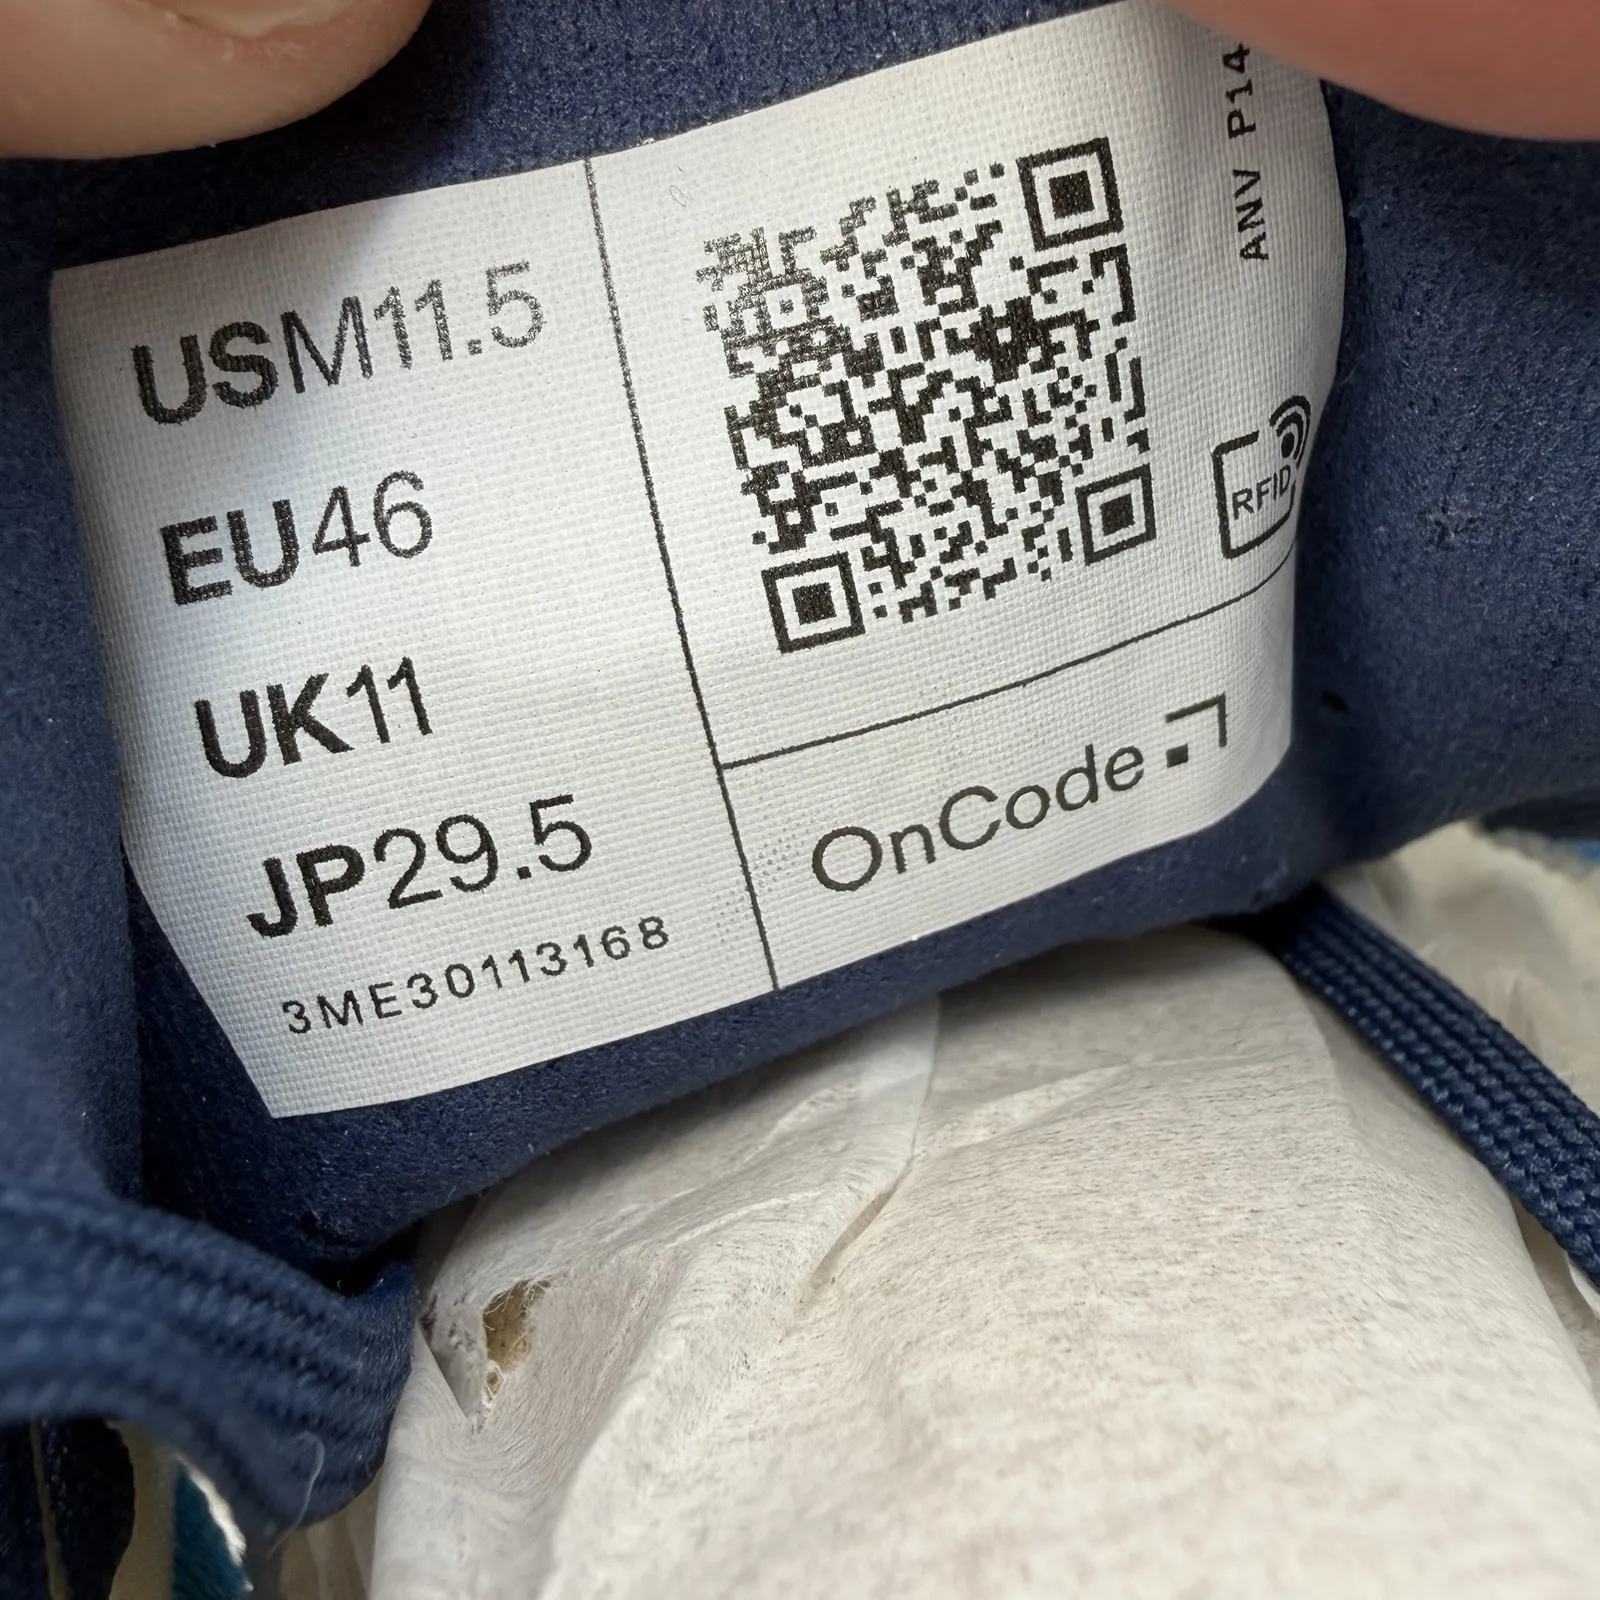 USM11.5
EU46
UK11
JP29.5
3ME30113168
ANV P14
RFID
OnCode